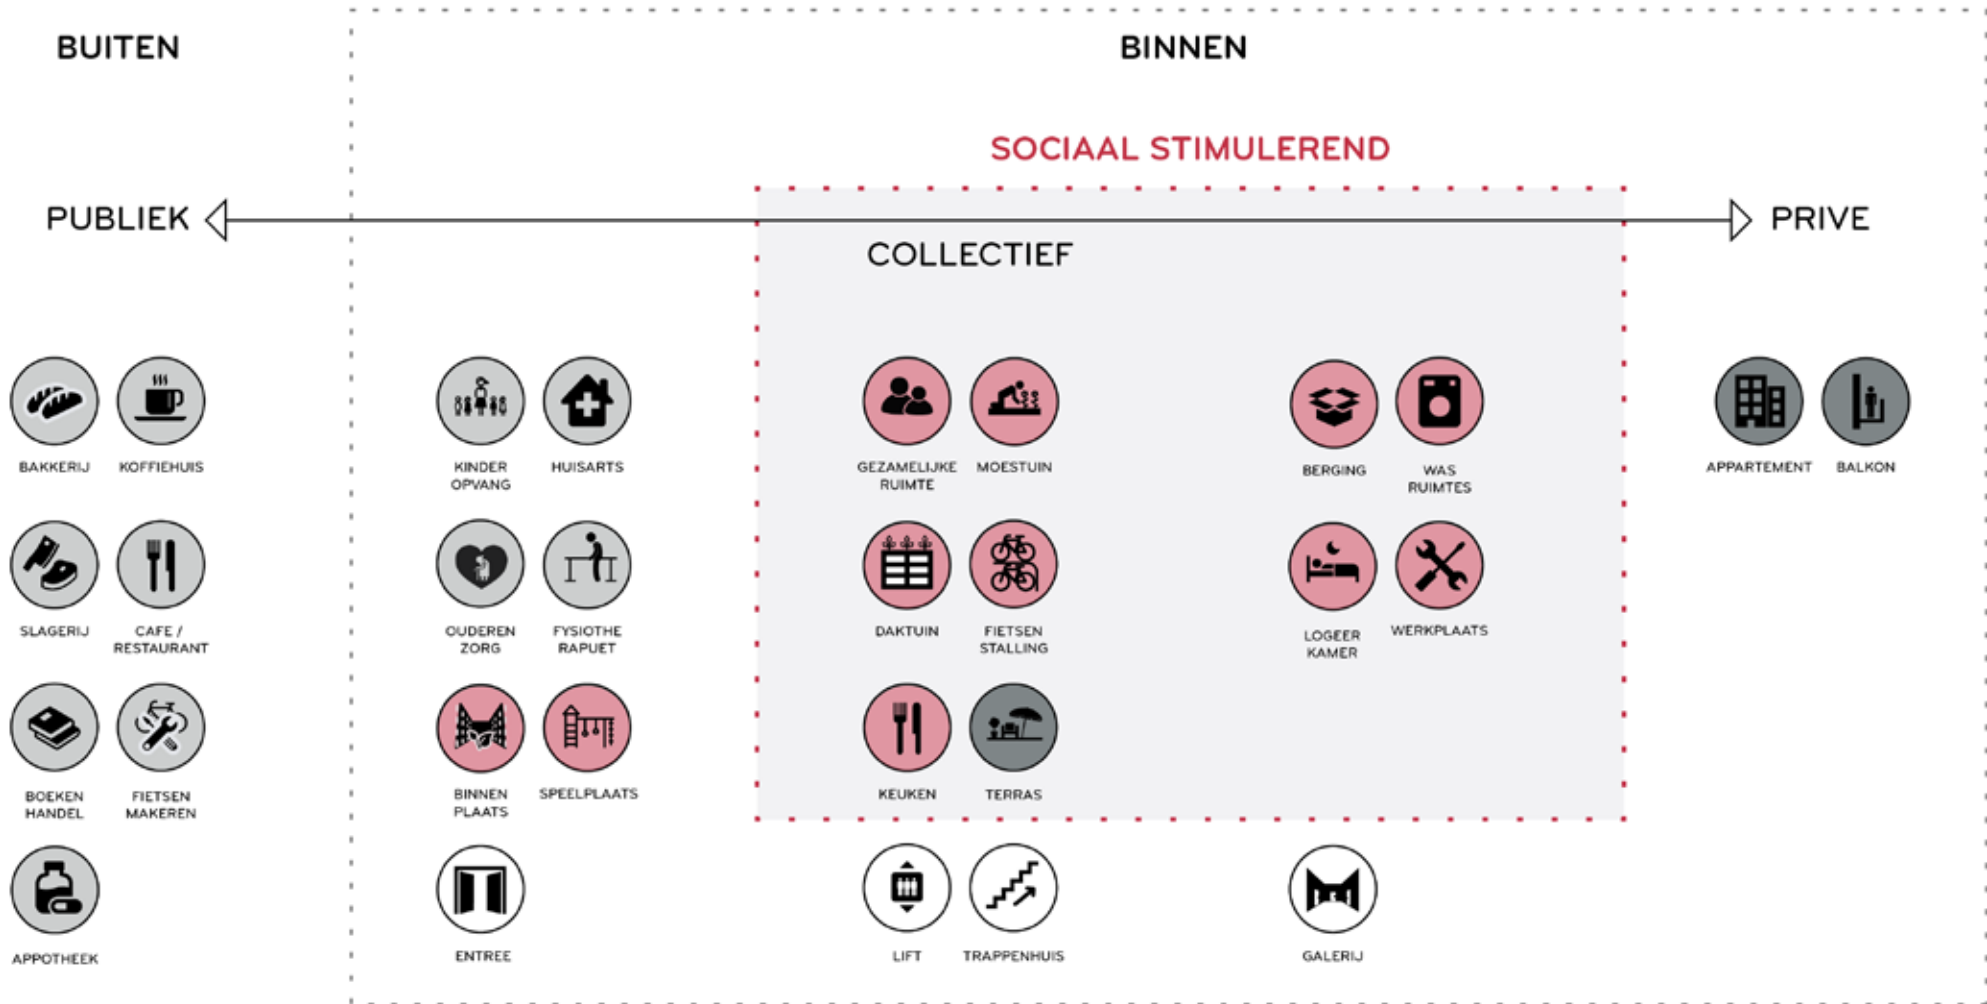 BUITEN
BINNEN
SOCIAAL STIMULEREND
PUBLIEK
PRIVE
COLLECTIEF
BAKKERIJ
KOFFIEHUIS
KINDER
OPVANG
HUISARTS
GEZAMELIJKE
RUIMTE
MOESTUIN
BERGING
WAS
RUIMTES
APPARTEMENT
BALKON
SLAGERIJ
CAFE /
RESTAURANT
OUDEREN
ZORG
FYSIOTHE
RAPUET
DAKTUIN
FIETSEN
STALLING
LOGEER
KAMER
WERKPLAATS
BOEKEN
HANDEL
FIETSEN
MAKEREN
BINNEN
PLAATS
SPEELPLAATS
KEUKEN
TERRAS
APPOTHEEK
ENTREE
LIFT
TRAPPENHUIS
GALERIJ